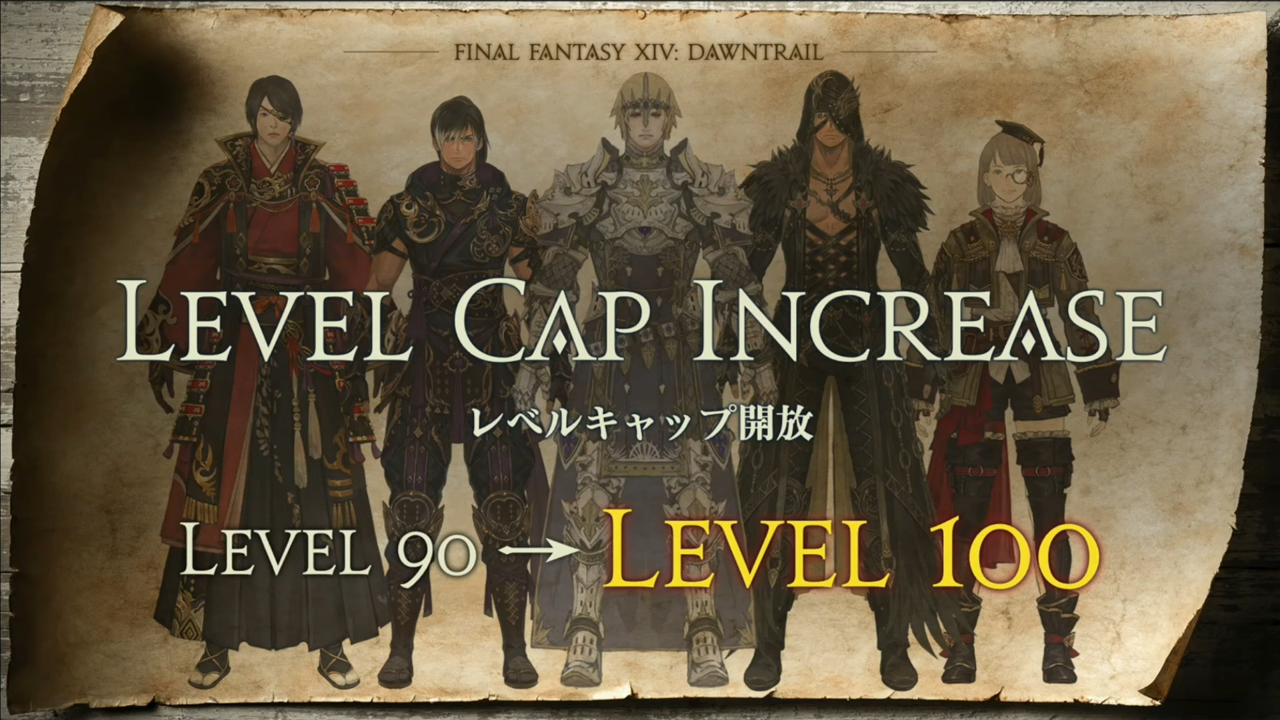 FINAL FANTASY XIV: DAWNTRAIL
LEVEL CAP INCREASE
レベルキャップ開放
LEVEL 90 → LEVEL 100